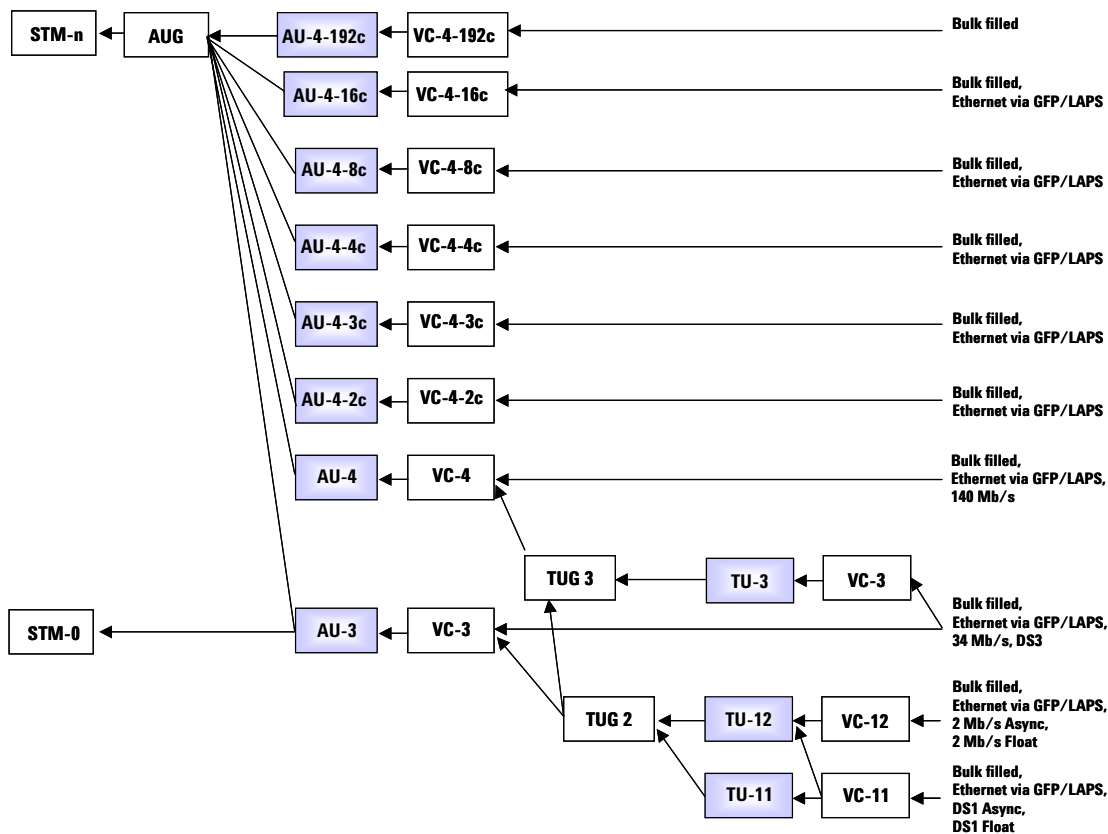 STM-n
AUG
AU-4-192c
VC-4-192c
Bulk filled
AU-4-16c
VC-4-16c
Bulk filled,
Ethernet via GFP/LAPS
AU-4-8c
VC-4-8c
Bulk filled,
Ethernet via GFP/LAPS
AU-4-4c
VC-4-4c
Bulk filled,
Ethernet via GFP/LAPS
AU-4-3c
VC-4-3c
Bulk filled,
Ethernet via GFP/LAPS
AU-4-2c
VC-4-2c
Bulk filled,
Ethernet via GFP/LAPS
AU-4
VC-4
Bulk filled,
Ethernet via GFP/LAPS,
140 Mb/s
TUG 3
TU-3
VC-3
STM-0
AU-3
VC-3
Bulk filled,
Ethernet via GFP/LAPS,
34 Mb/s, DS3
TUG 2
TU-12
VC-12
Bulk filled,
Ethernet via GFP/LAPS,
2 Mb/s Async,
2 Mb/s Float
TU-11
VC-11
Bulk filled,
Ethernet via GFP/LAPS,
DS1 Async,
DS1 Float